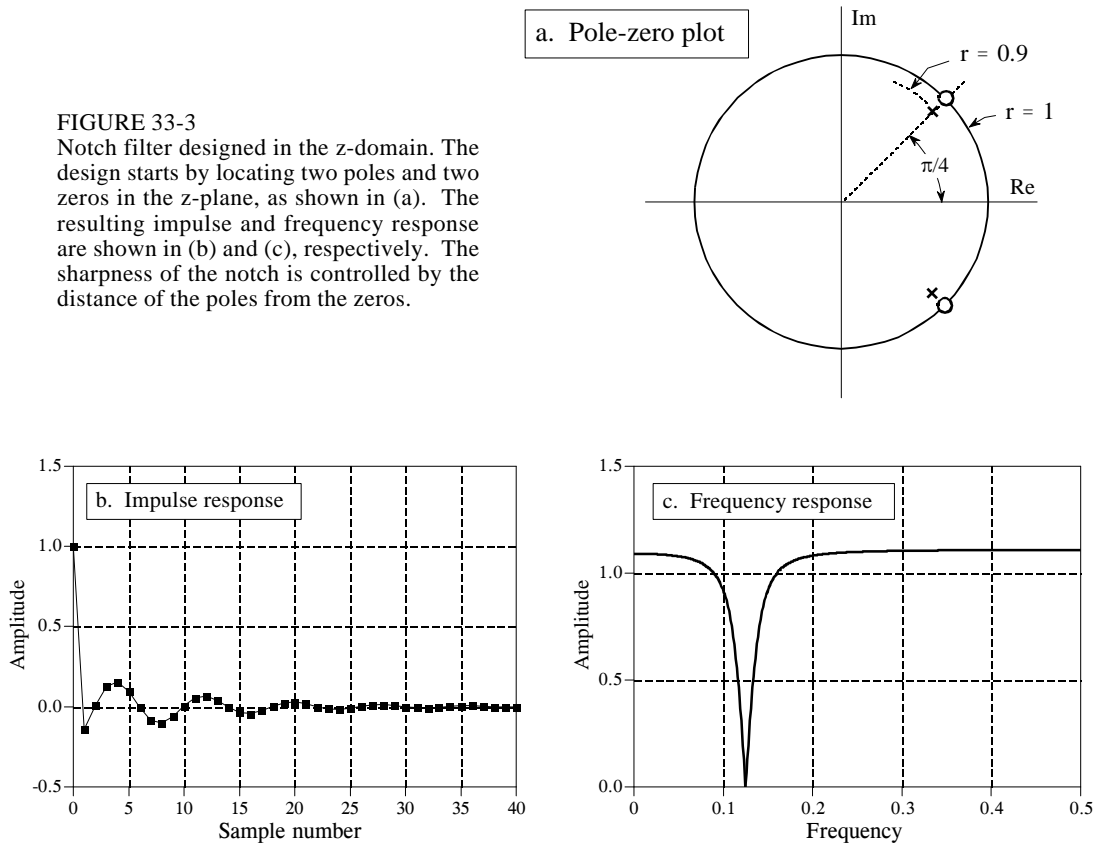 a. Pole-zero plot
Im
r = 0.9
r = 1
π/4
Re
FIGURE 33-3
Notch filter designed in the z-domain. The
design starts by locating two poles and two
zeros in the z-plane, as shown in (a). The
resulting impulse and frequency response
are shown in (b) and (c), respectively. The
sharpness of the notch is controlled by the
distance of the poles from the zeros.
b. Impulse response
1.5
1.0
0.5
0.0
-0.5
Amplitude
0 5 10 15 20 25 30 35 40
Sample number
c. Frequency response
1.5
1.0
0.5
0.0
Amplitude
0 0.1 0.2 0.3 0.4 0.5
Frequency